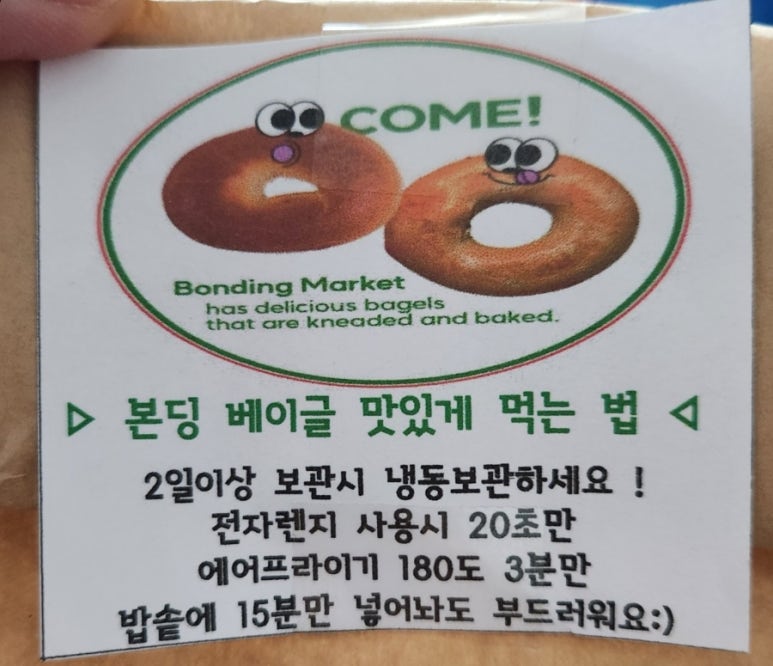 COME!
Bonding Market
has delicious bagels
that are kneaded and baked.
▷ 본딩 베이글 맛있게 먹는 법 ◁
2일이상 보관시 냉동보관하세요 !
전자렌지 사용시 20초만
에어프라이기 180도 3분만
밥솥에 15분만 넣어놔도 부드러워요:)